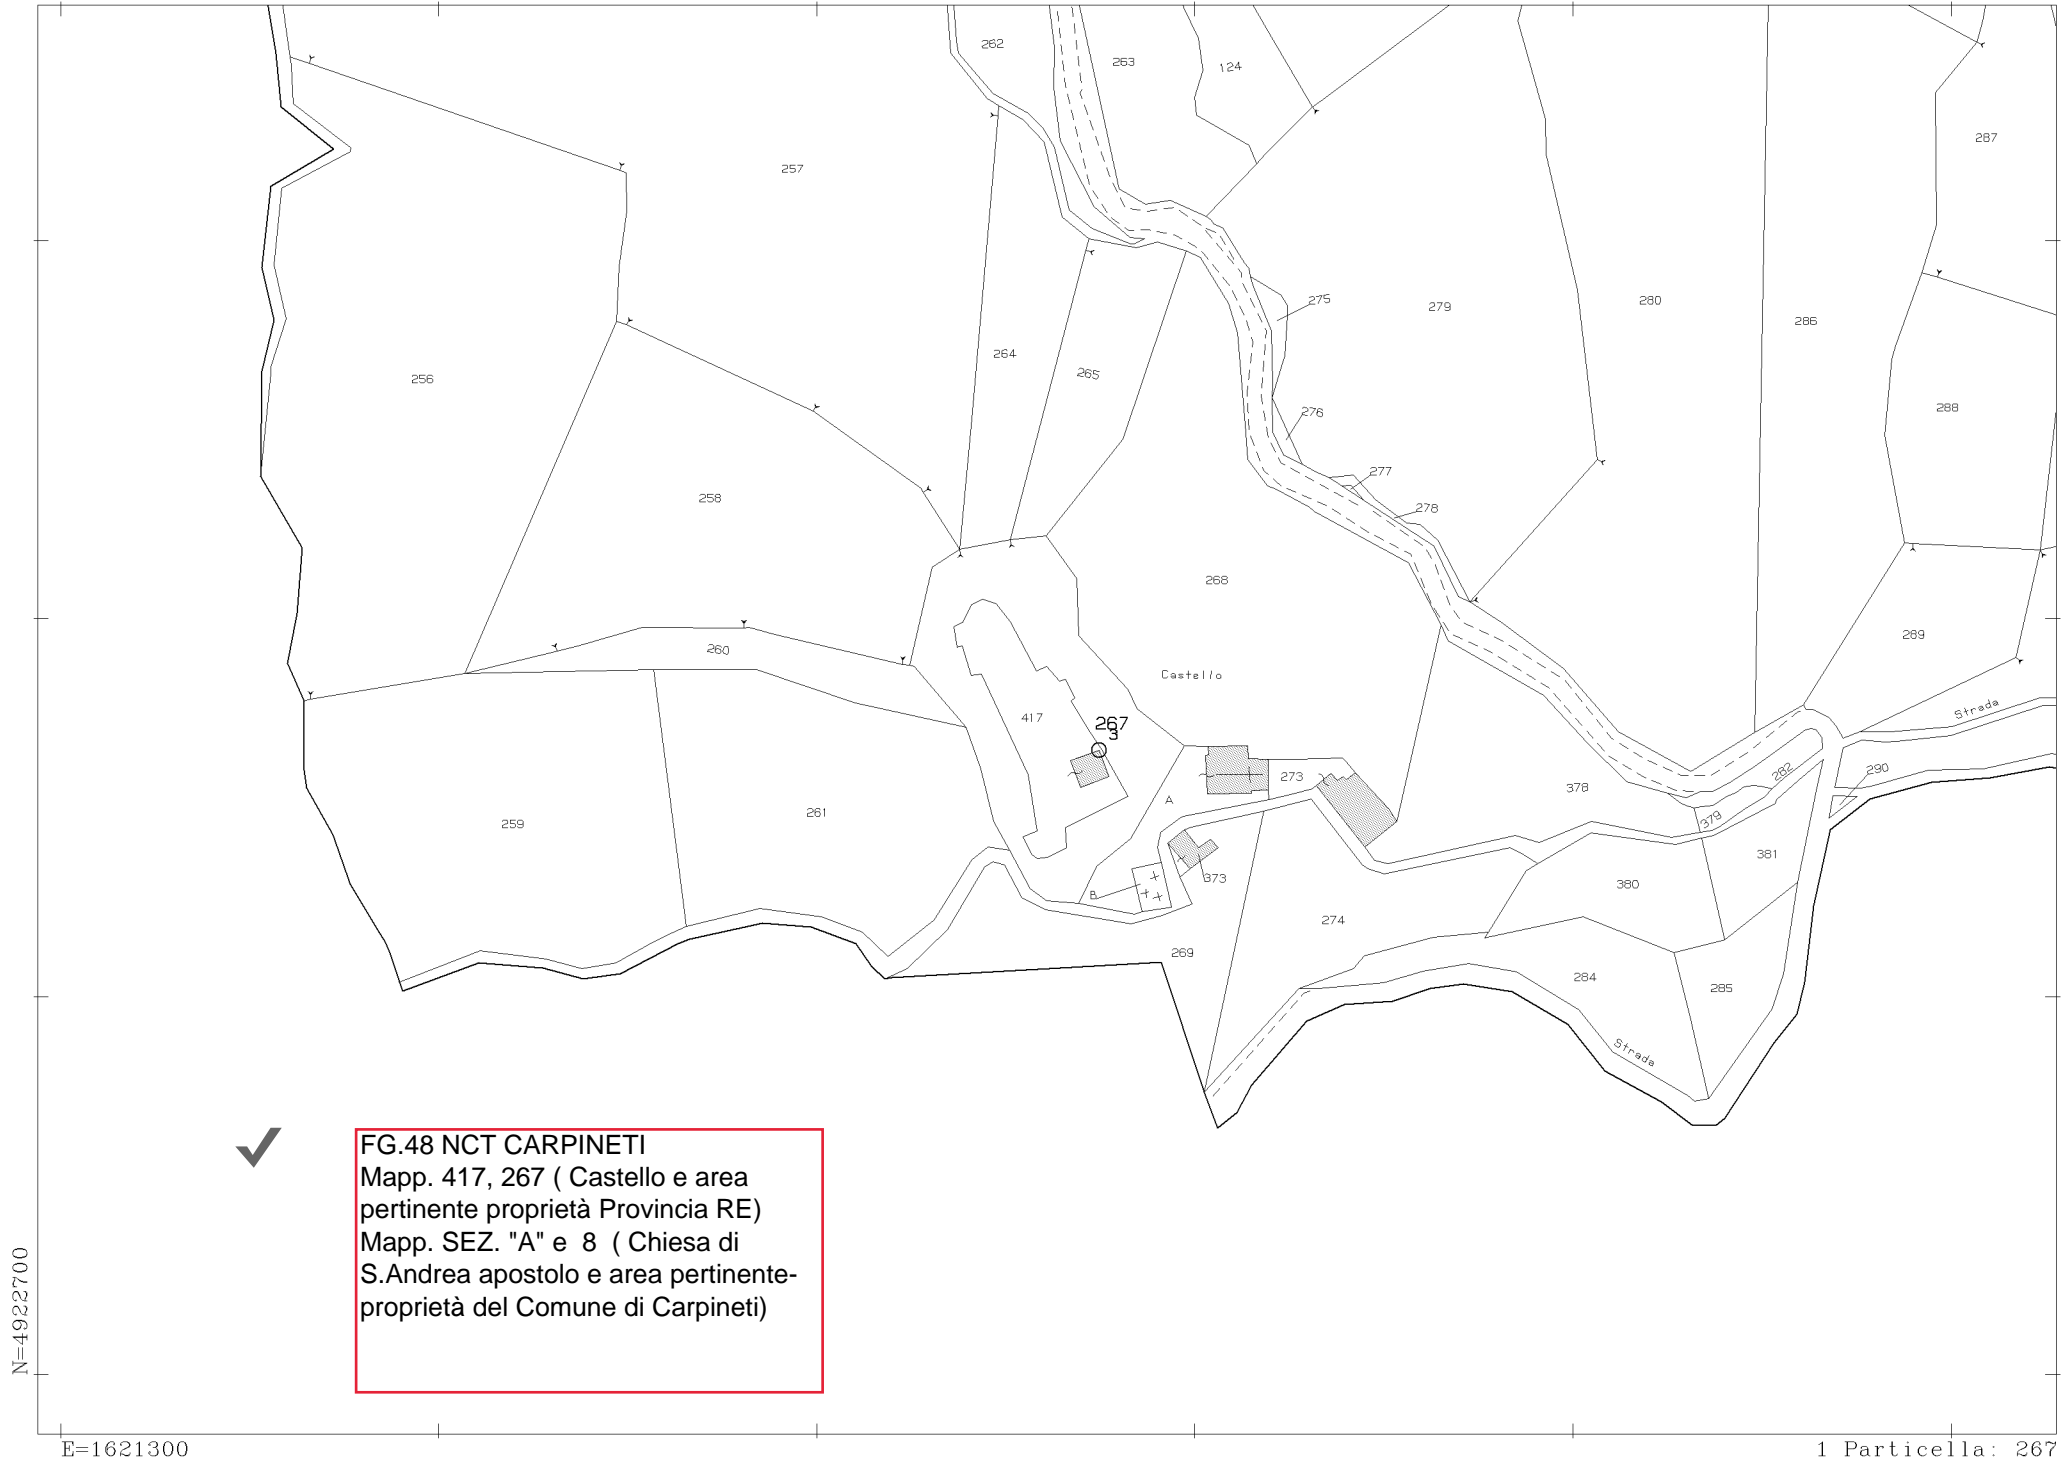 262
263
124
287
257
275
279
280
286
264
265
256
276
288
277
258
278
268
289
260
Castello
Strada
417
267
3
273
282
290
378
A
259
261
379
381
373
380
B
274
269
284
285
Strada
FG.48 NCT CARPINETI
Mapp. 417, 267 ( Castello e area
pertinente proprietà Provincia RE)
Mapp. SEZ. "A" e 8 ( Chiesa di
S.Andrea apostolo e area pertinente-
proprietà del Comune di Carpineti)
N=4922700
E=1621300
1 Particella: 267